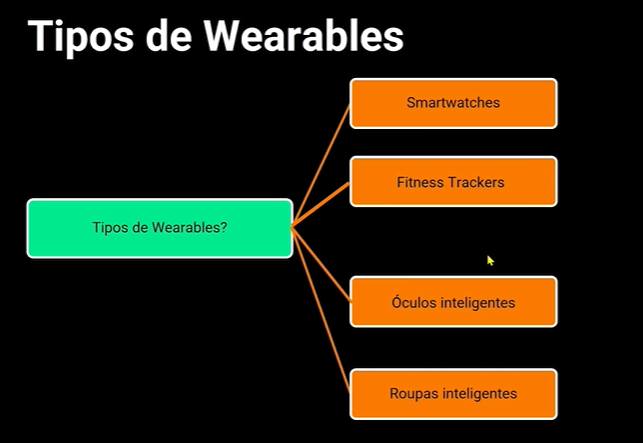 Tipos de Wearables
Smartwatches
Fitness Trackers
Tipos de Wearables?
Óculos inteligentes
Roupas inteligentes